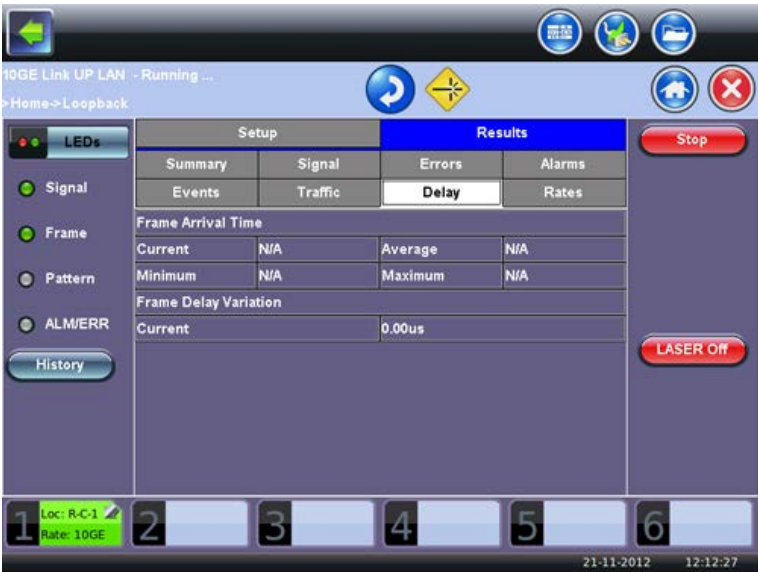 10GE Link UP LAN - Running ...
>Home->Loopback
LEDs
Setup
Results
Stop
Summary
Signal
Errors
Alarms
Events
Traffic
Delay
Rates
Signal
Frame
Pattern
ALM/ERR
History
Frame Arrival Time
Current N/A Average N/A
Minimum N/A Maximum N/A
Frame Delay Variation
Current 0.00us
LASER Off
1 Loc: R-C-1
Rate: 10GE
2
3
4
5
6
21-11-2012 12:12:27